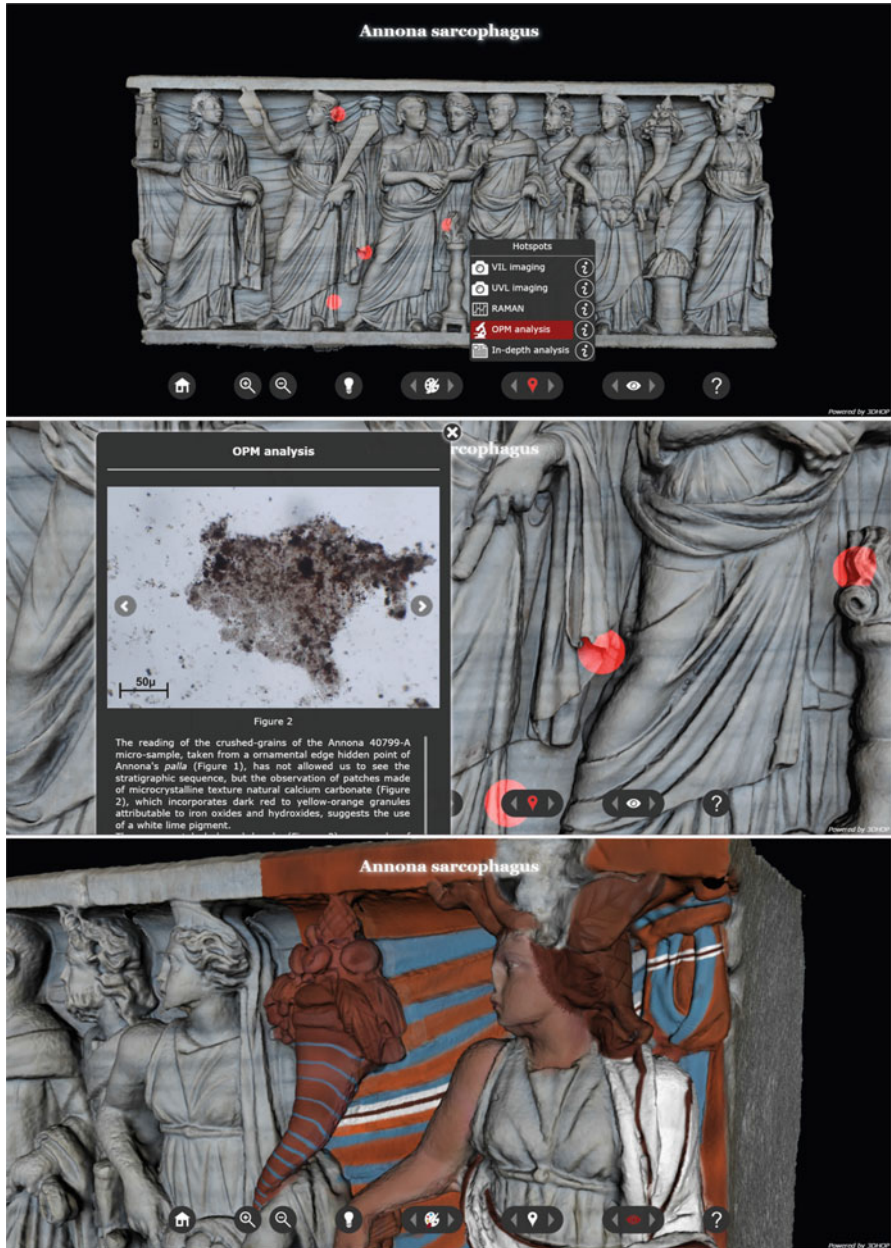 Annona sarcophagus
Hotspots
VIL imaging
UVL imaging
RAMAN
OPM analysis
In-depth analysis
?
Powered by 3DHOP
OPM analysis
rcophagus
50μ
Figure 2
The reading of the crushed-grains of the Annona 40799-A
micro-sample, taken from a ornamental edge hidden point of
Annona's palla (Figure 1), has not allowed us to see the
stratigraphic sequence, but the observation of patches made
of microcrystalline texture natural calcium carbonate (Figure
2), which incorporates dark red to yellow-orange granules
attributable to iron oxides and hydroxides, suggests the use
of a white lime pigment.
?
Powered by 3DHOP
Annona sarcophagus
?
Powered by 3DHOP